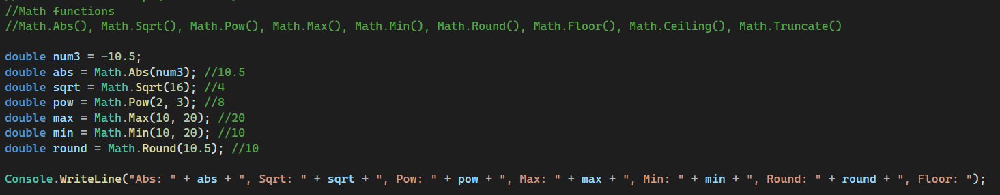 //Math functions
//Math.Abs(), Math.Sqrt(), Math.Pow(), Math.Max(), Math.Min(), Math.Round(), Math.Floor(), Math.Ceiling(), Math.Truncate()
double num3 = -10.5;
double abs = Math.Abs(num3); //10.5
double sqrt = Math.Sqrt(16); //4
double pow = Math.Pow(2, 3); //8
double max = Math.Max(10, 20); //20
double min = Math.Min(10, 20); //10
double round = Math.Round(10.5); //10
Console.WriteLine("Abs: " + abs + ", Sqrt: " + sqrt + ", Pow: " + pow + ", Max: " + max + ", Min: " + min + ", Round: " + round + ", Floor: ");